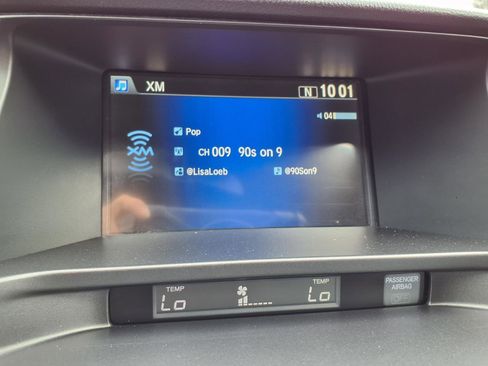 XM
N 10 01
04
Pop
XM
CH 009 90s on 9
@LisaLoeb @90Son9
TEMP TEMP
Lo Lo
PASSENGER
AIRBAG